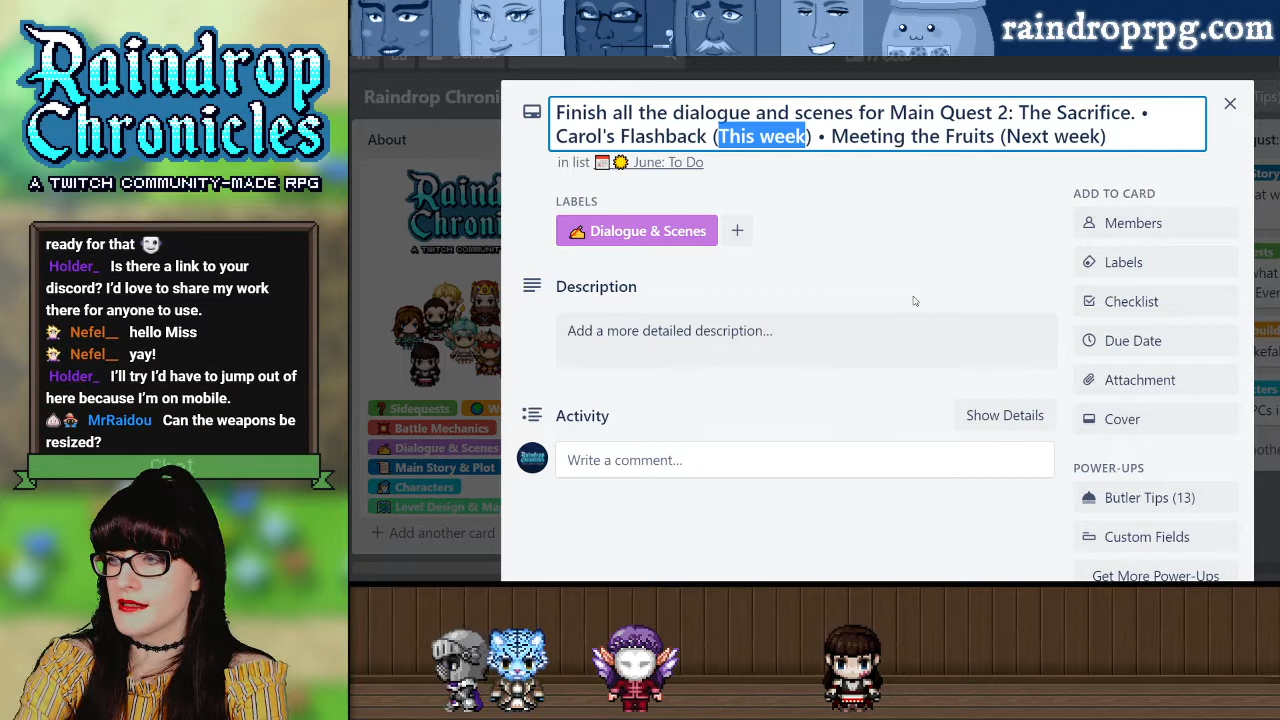 Raindrop
Chronicles
A TWITCH COMMUNITY-MADE RPG
raindroprpg.com
ready for that
Holder_ Is there a link to your
discord? I'd love to share my work
there for anyone to use.
Nefel__ hello Miss
Nefel__ yay!
Holder_ I'll try I'd have to jump out of
here because I'm on mobile.
MrRaidou Can the weapons be
resized?
Chat
Raindrop Chroni
About
Sidequests
Battle Mechanics
Dialogue & Scenes
Main Story & Plot
Characters
Level Design & Ma
+ Add another card
Finish all the dialogue and scenes for Main Quest 2: The Sacrifice. •
Carol's Flashback (This week) • Meeting the Fruits (Next week)
in list June: To Do
LABELS
Dialogue & Scenes
+
Description
Add a more detailed description...
Activity
Show Details
Write a comment...
ADD TO CARD
Members
Labels
Checklist
Due Date
Attachment
Cover
POWER-UPS
Butler Tips (13)
Custom Fields
Get More Power-Ups